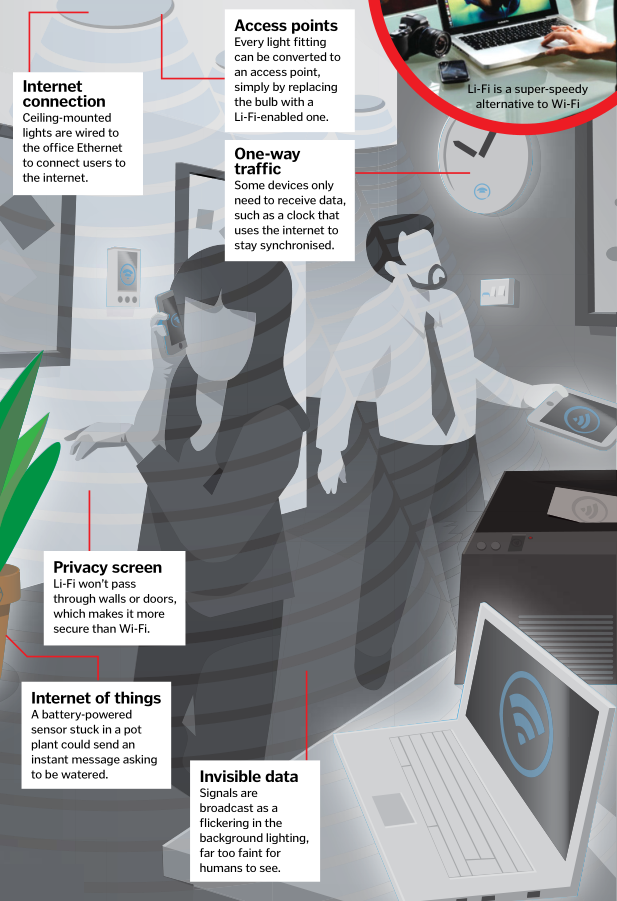 Access points
Every light fitting
can be converted to
an access point,
simply by replacing
the bulb with a
Li-Fi-enabled one.
Li-Fi is a super-speedy
alternative to Wi-Fi
Internet
connection
Ceiling-mounted
lights are wired to
the office Ethernet
to connect users to
the internet.
One-way
traffic
Some devices only
need to receive data,
such as a clock that
uses the internet to
stay synchronised.
Privacy screen
Li-Fi won’t pass
through walls or doors,
which makes it more
secure than Wi-Fi.
Internet of things
A battery-powered
sensor stuck in a pot
plant could send an
instant message asking
to be watered.
Invisible data
Signals are
broadcast as a
flickering in the
background lighting,
far too faint for
humans to see.